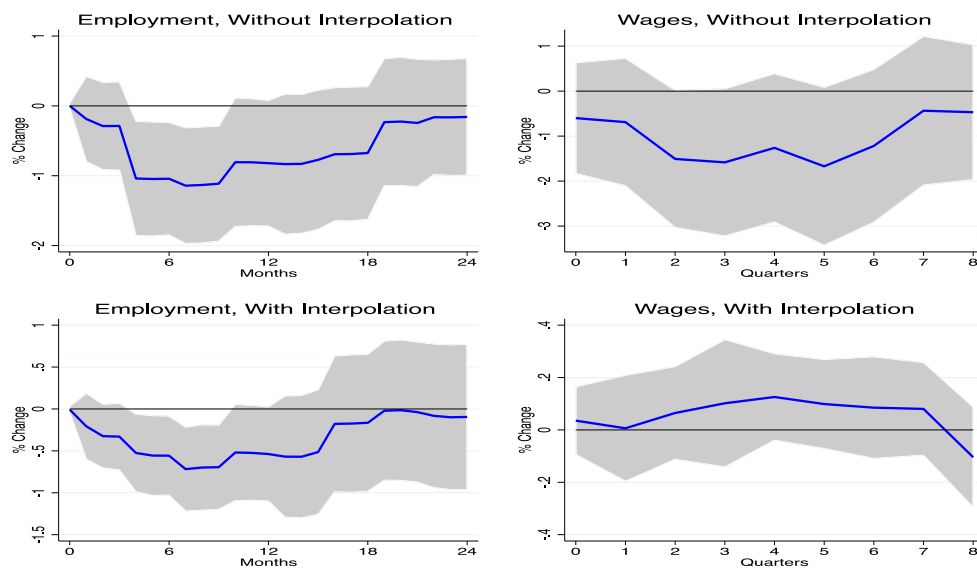 Employment, Without Interpolation
% Change
1
0
-1
-2
0 6 12 18 24
Months
Wages, Without Interpolation
% Change
1
0
-1
-2
-3
0 1 2 3 4 5 6 7 8
Quarters
Employment, With Interpolation
% Change
1
.5
0
-.5
-1
-1.5
0 6 12 18 24
Months
Wages, With Interpolation
% Change
.4
.2
0
-.2
-.4
0 1 2 3 4 5 6 7 8
Quarters